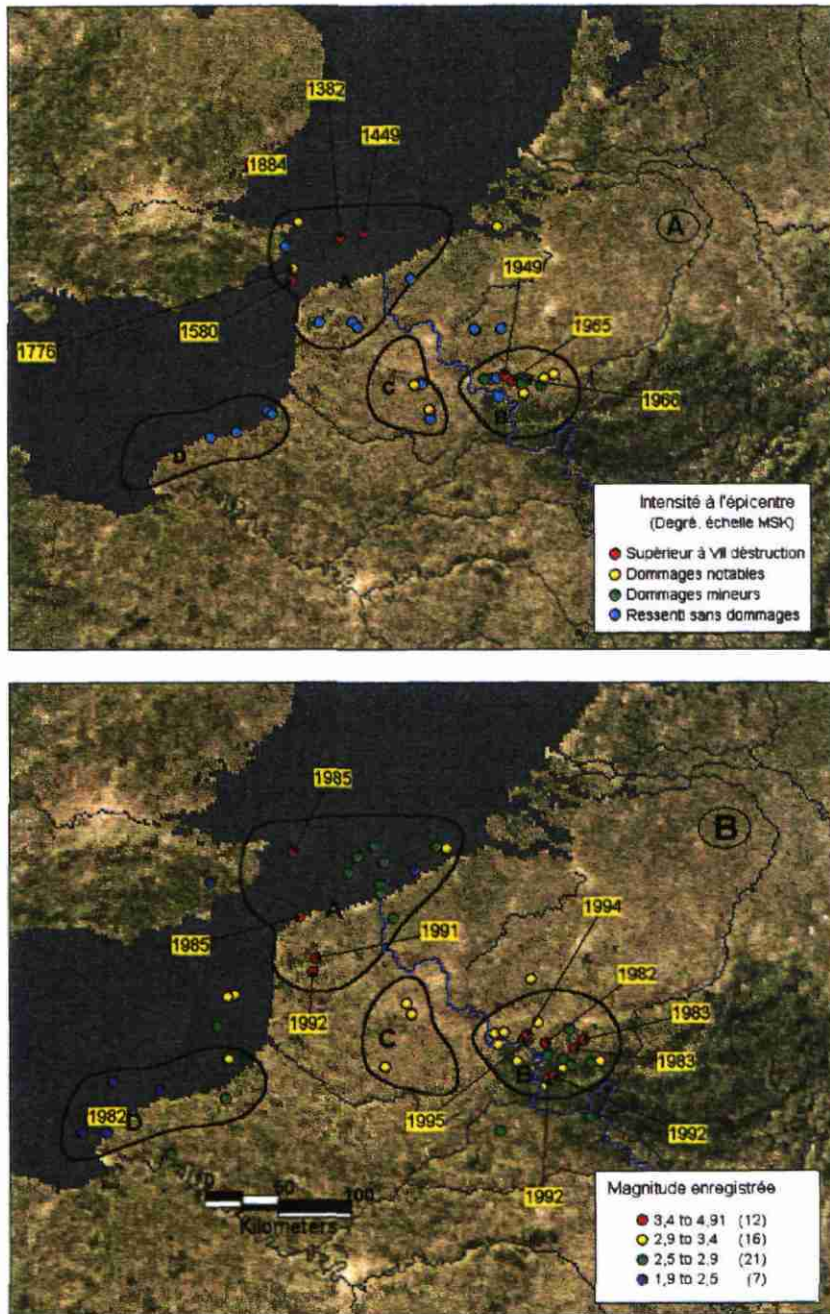 1382
1449
1884
A
1949
A
1965
1580
1776
C
1966
B
D
Intensité à l'épicentre
(Degré, échelle MSK)
Supérieur à VII déstruction
Dommages notables
Dommages mineurs
Ressenti sans dommages
1985
B
A
1994
1991
1985
1982
1992
1983
C
1983
B
1982
D
1995
1992
1992
50
100
Kilometers
Magnitude enregistrée
3,4 to 4,91 (12)
2,9 to 3,4 (16)
2,5 to 2,9 (21)
1,9 to 2,5 (7)